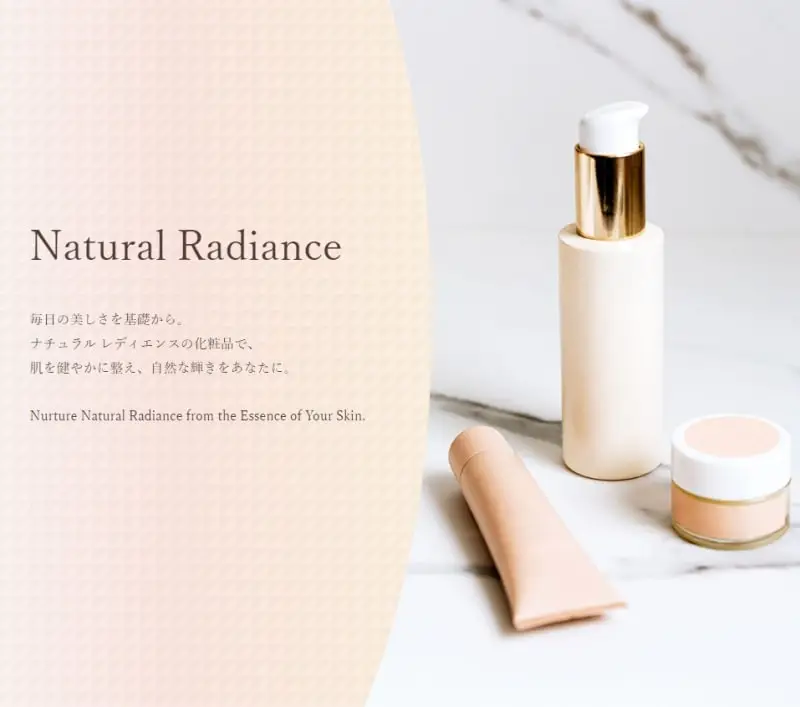 Natural Radiance
毎日の美しさを基礎から。
ナチュラル レディエンスの化粧品で、
肌を健やかに整え、自然な輝きをあなたに。
Nurture Natural Radiance from the Essence of Your Skin.